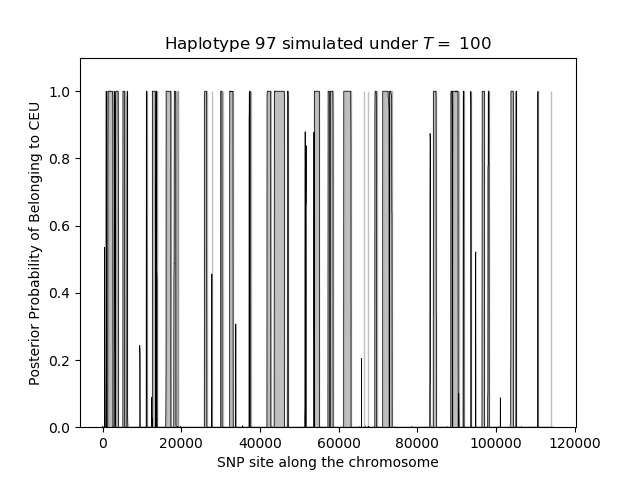 Haplotype 97 simulated under T = 100
Posterior Probability of Belonging to CEU
1.0
0.8
0.6
0.4
0.2
0.0
0 20000 40000 60000 80000 100000 120000
SNP site along the chromosome